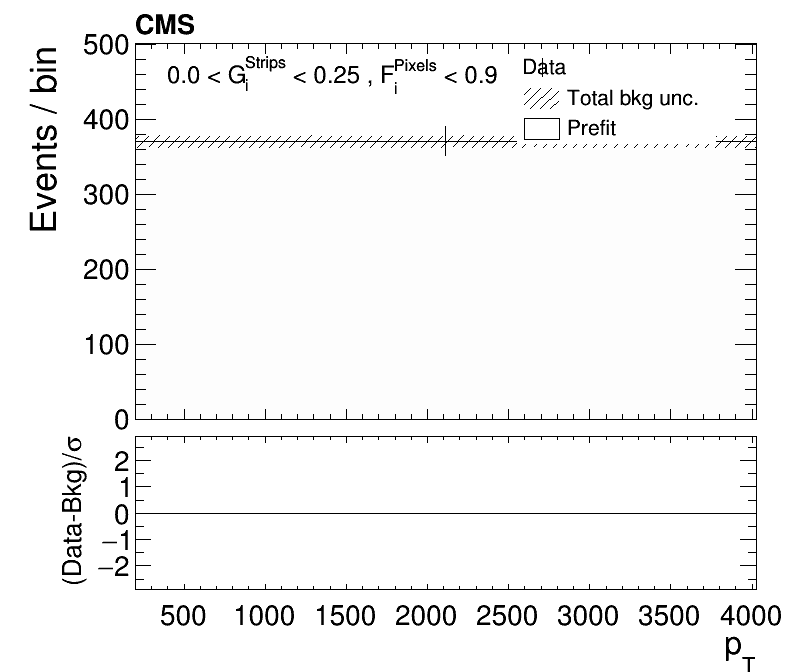 CMS
Events / bin
500
400
300
200
100
0
0.0 < G_i^Strips < 0.25 , F_i^Pixels < 0.9
Data
Total bkg unc.
Prefit
(Data-Bkg)/σ
2
1
0
−1
−2
500 1000 1500 2000 2500 3000 3500 4000
p_T